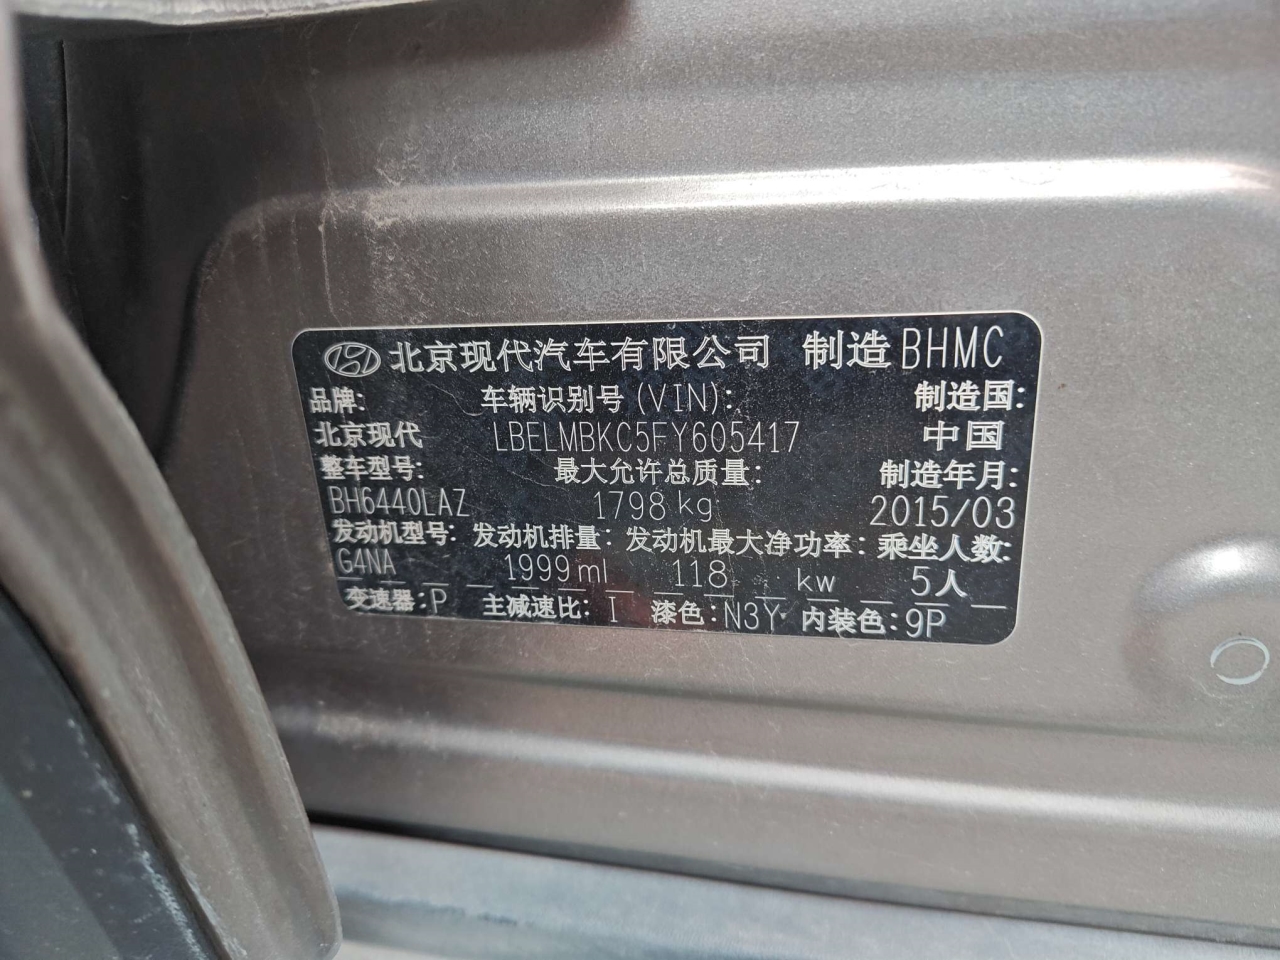 北京现代汽车有限公司 制造 BHMC
品牌: 车辆识别号(VIN): 制造国:
北京现代 LBELMBKC5FY605417 中国
整车型号: 最大允许总质量: 制造年月:
BH6440LAZ 1798kg 2015/03
发动机型号: 发动机排量: 发动机最大净功率: 乘坐人数:
G4NA 1999ml 118 kw 5人
变速器:P 主减速比: I 漆色:N3Y 内装色:9P